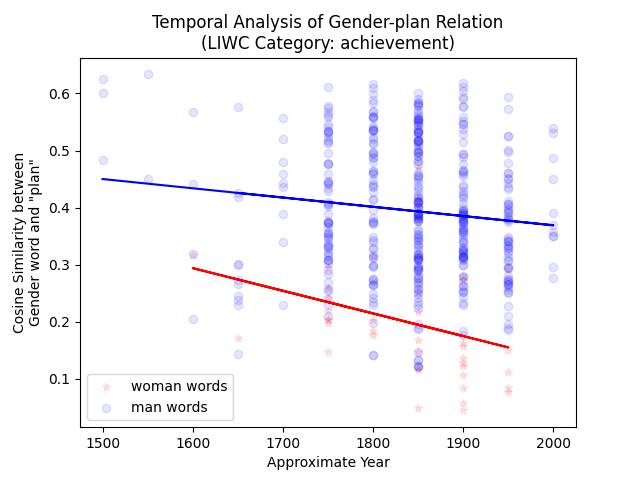 Temporal Analysis of Gender-plan Relation
(LIWC Category: achievement)
Cosine Similarity between
Gender word and "plan"
0.6
0.5
0.4
0.3
0.2
0.1
woman words
man words
1500 1600 1700 1800 1900 2000
Approximate Year